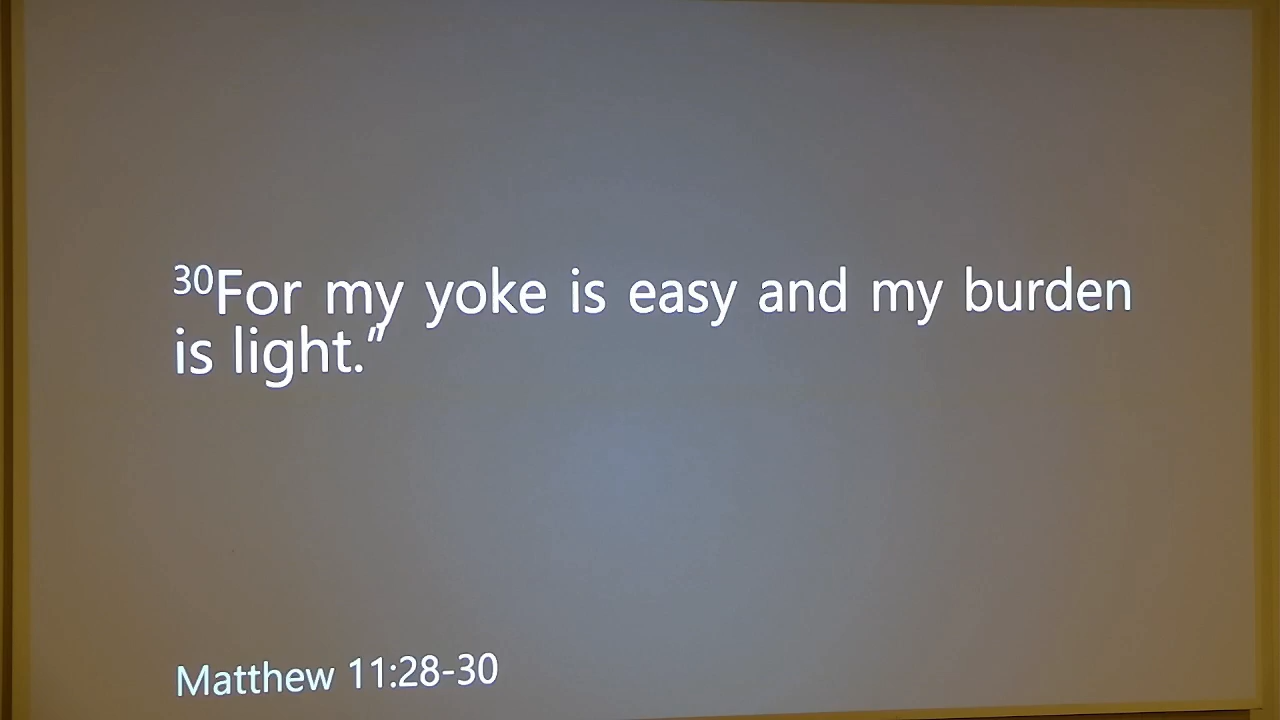 ³⁰For my yoke is easy and my burden
is light.”
Matthew 11:28-30